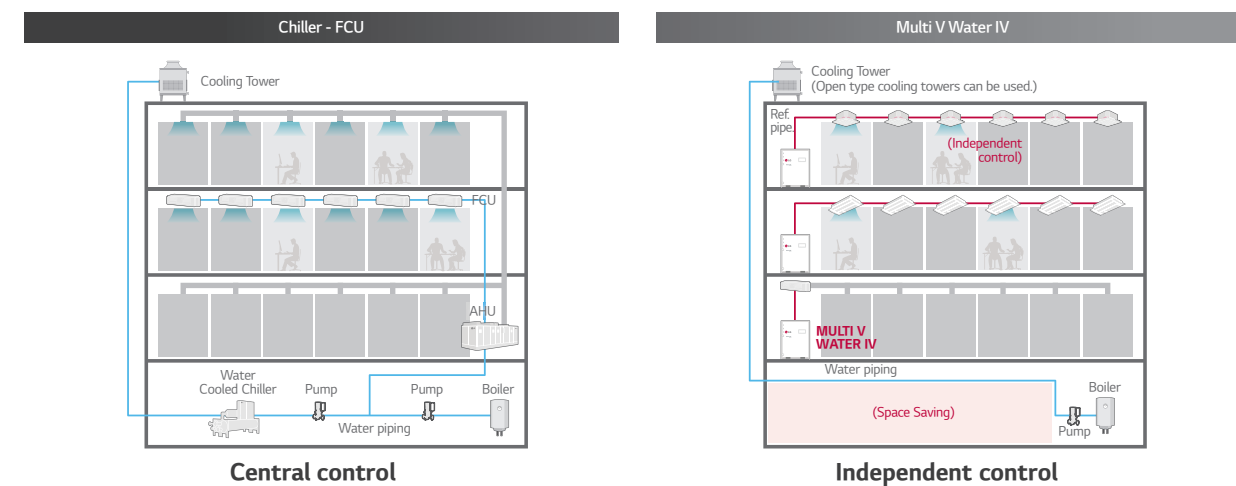 Chiller - FCU
Cooling Tower
FCU
AHU
Water
Cooled Chiller
Pump
Pump
Boiler
Water piping
Central control
Multi V Water IV
Cooling Tower
(Open type cooling towers can be used.)
Ref.
pipe
(Independent
control)
MULTI V
WATER IV
Water piping
(Space Saving)
Boiler
Pump
Independent control